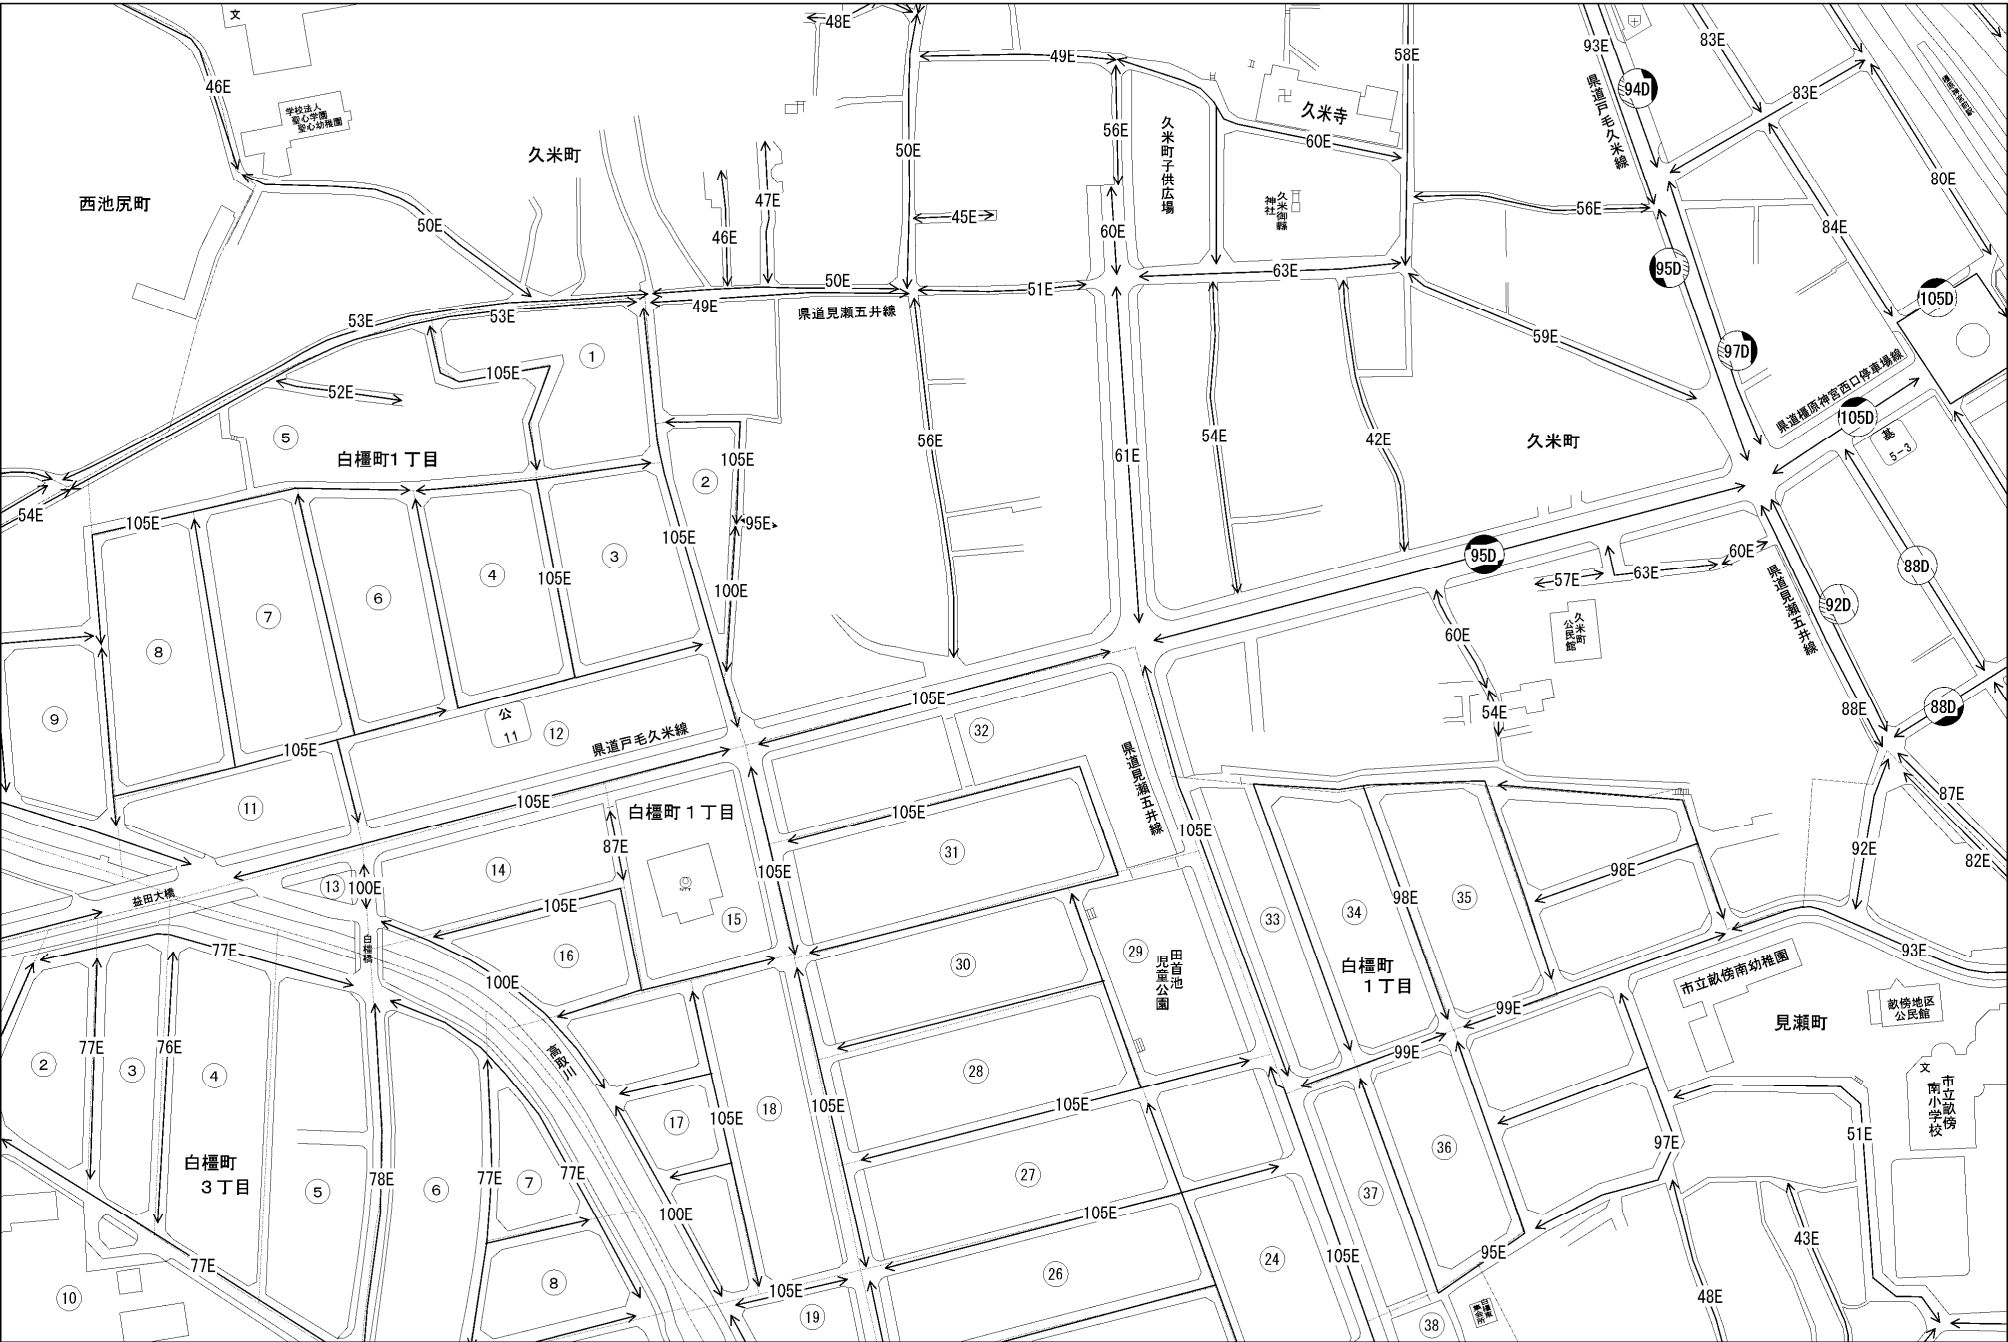 文
48E
49E
58E
93E
83E
46E
学校法人
聖心学園
聖心幼稚園
94D
83E
県道戸毛久米線
久米寺
50E
56E
久米町子供広場
60E
久米町
西池尻町
47E
80E
50E
46E
45E
60E
久米御縣
神社
56E
84E
95D
63E
50E
51E
105D
49E
県道見瀬五井線
53E
53E
59E
97D
1
105E
52E
県道橿原神宮西口停車場線
105D
基
5-3
5
白橿町1丁目
105E
2
56E
61E
54E
42E
久米町
54E
105E
95E
105E
95D
60E
3
4
105E
57E
63E
88D
100E
6
7
92D
県道見瀬五井線
8
60E
久米町
公民館
9
105E
54E
88E
88D
公
11
12
105E
県道戸毛久米線
32
県道見瀬五井線
11
105E
白橿町1丁目
105E
105E
87E
87E
31
92E
82E
14
105E
98E
13
100E
益田大橋
105E
15
98E
35
33
34
白橿橋
77E
16
30
29
田首池
児童公園
白橿町
1丁目
93E
市立畝傍南幼稚園
100E
99E
畝傍地区
公民館
見瀬町
77E
76E
高取川
99E
2
3
4
28
文
市立畝傍
南小学校
18
105E
105E
105E
17
51E
97E
36
白橿町
3丁目
5
78E
6
77E
7
77E
27
37
100E
105E
43E
77E
8
26
24
105E
95E
10
105E
19
48E
38